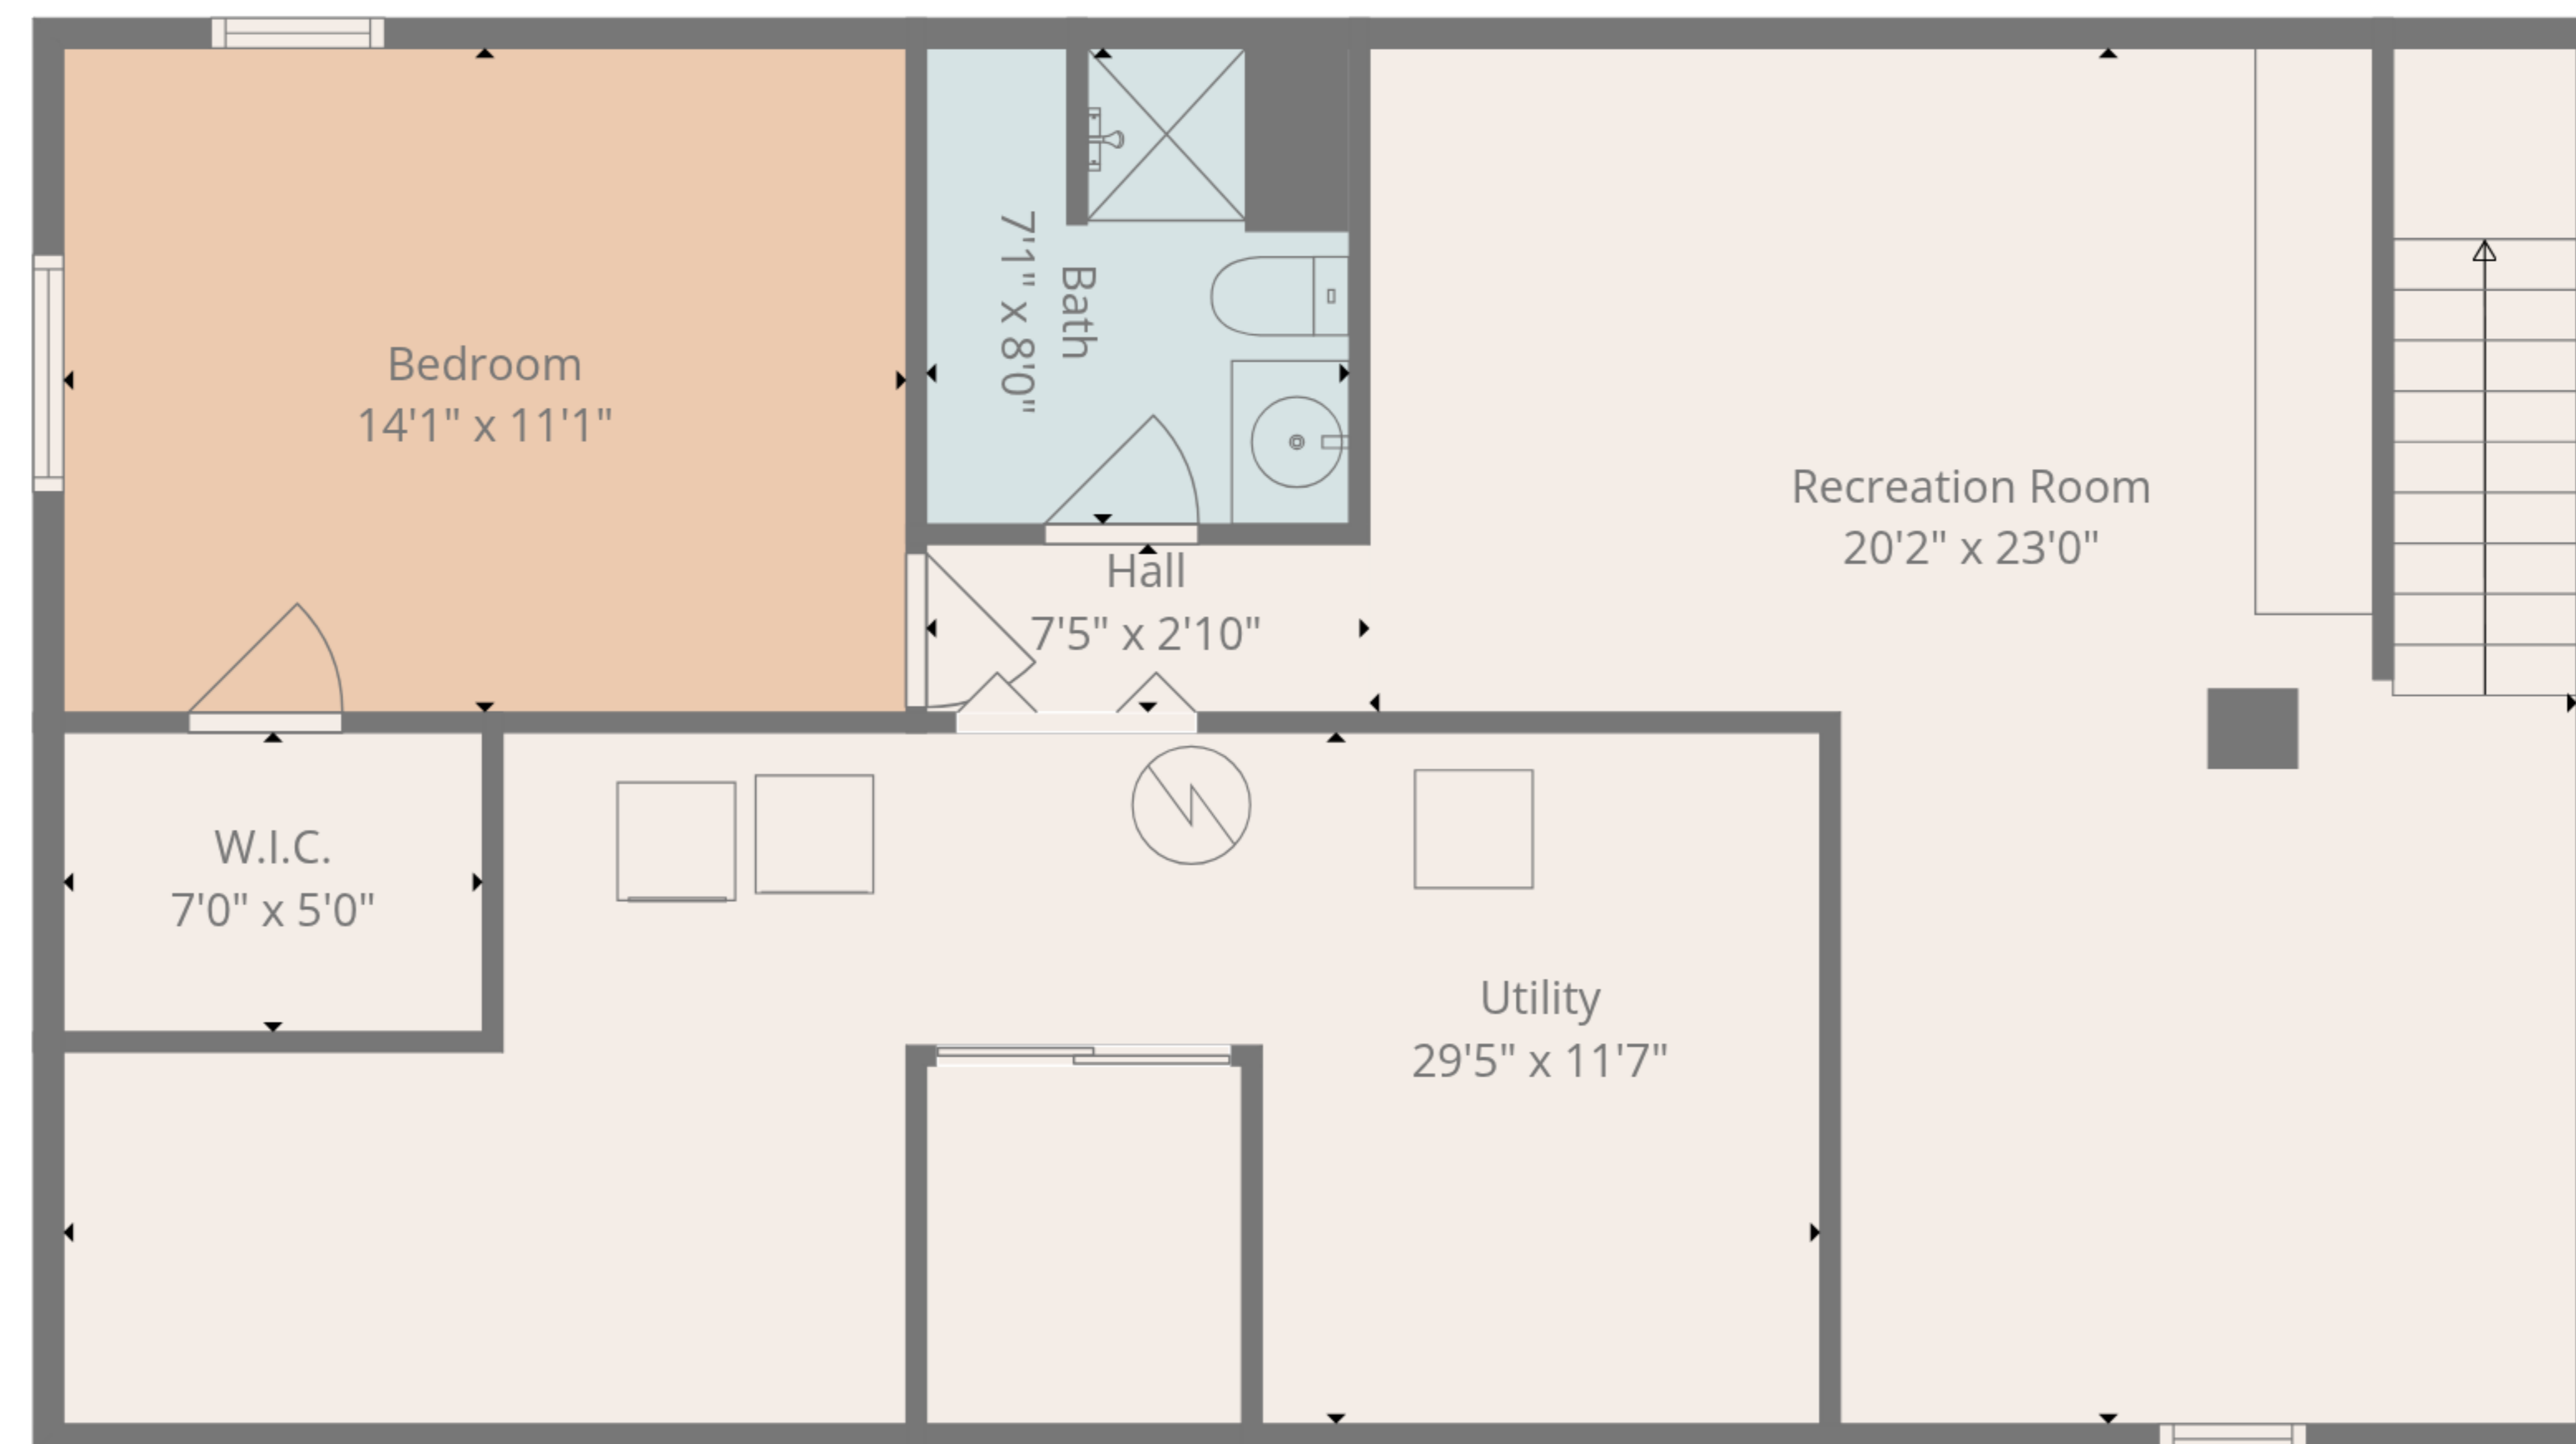 Bedroom
14'1" x 11'1"
Bath
7'1" x 8'0"
Hall
7'5" x 2'10"
Recreation Room
20'2" x 23'0"
W.I.C.
7'0" x 5'0"
Utility
29'5" x 11'7"